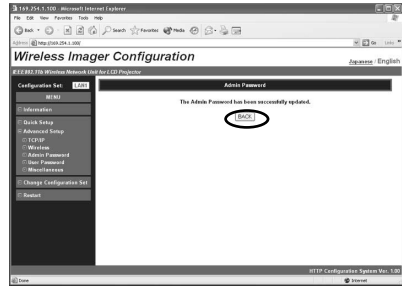 169.254.1.100 - Microsoft Internet Explorer
File Edit View Favorites Tools Help
Back Search Favorites Media
Address http://169.254.1.100/ Go Links
Wireless Imager Configuration
Japanese / English
IEEE802.11b Wireless Network Unit for LCD Projector
Configuration Set: LAN1
MENU
Information
Quick Setup
Advanced Setup
TCP/IP
Wireless
Admin Password
User Password
Miscellaneous
Change Configuration Set
Restart
Admin Password
The Admin Password has been successfully updated.
BACK
HTTP Configuration System Ver. 1.00
Done
Internet